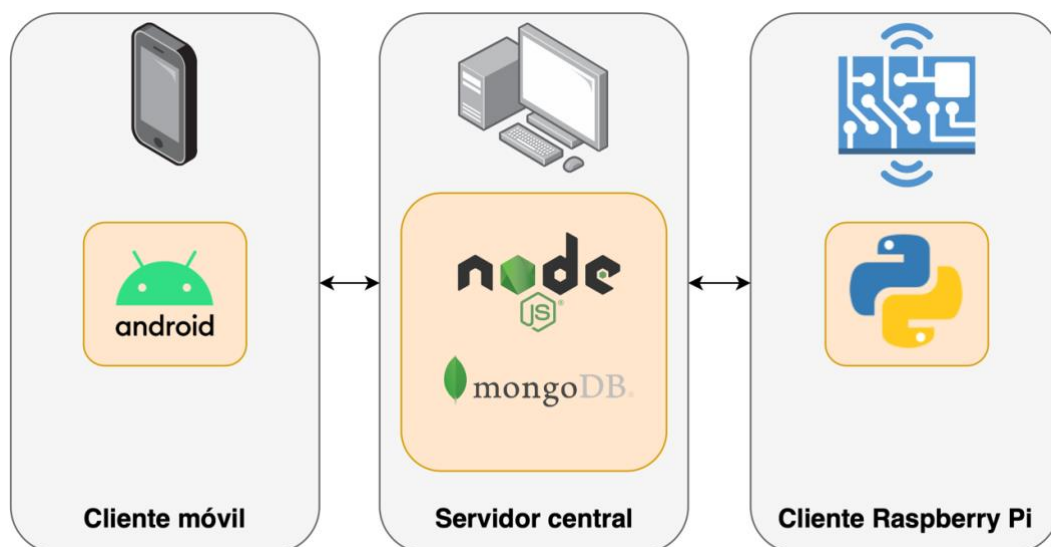 android
node
JS
mongoDB
Cliente móvil
Servidor central
Cliente Raspberry Pi